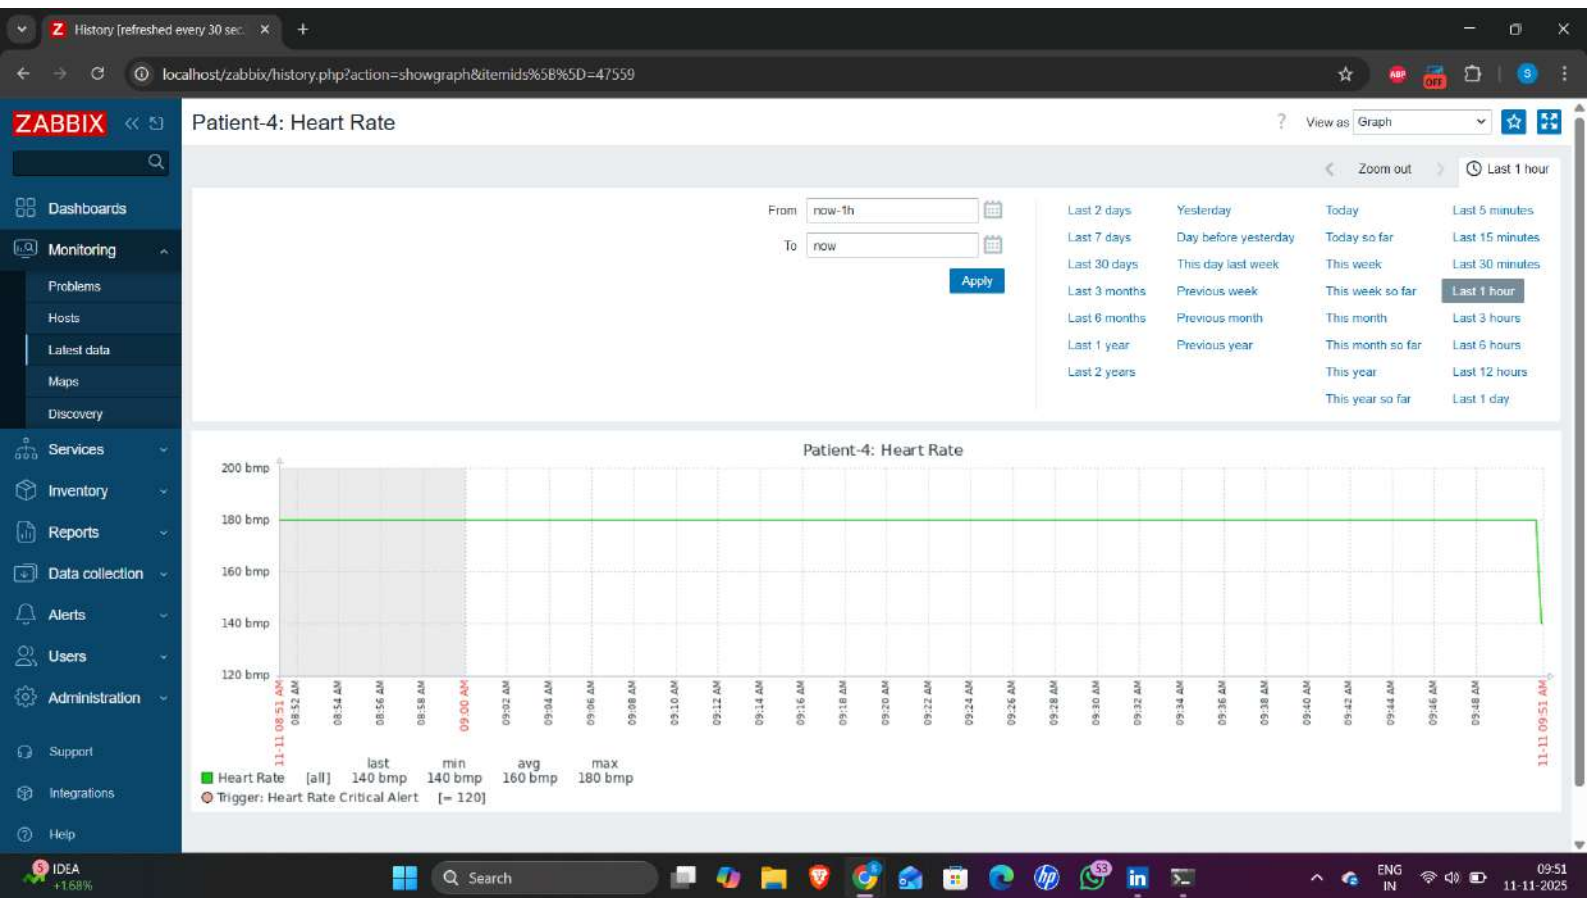 History [refreshed every 30 sec.
localhost/zabbix/history.php?action=showgraph&itemids%5B%5D=47559
ABP
OFF
S
ZABBIX
Patient-4: Heart Rate
? View as Graph
Zoom out
Last 1 hour
Dashboards
Monitoring
Problems
Hosts
Latest data
Maps
Discovery
Services
Inventory
Reports
Data collection
Alerts
Users
Administration
Support
Integrations
Help
From now-1h
To now
Apply
Last 2 days Yesterday Today Last 5 minutes
Last 7 days Day before yesterday Today so far Last 15 minutes
Last 30 days This day last week This week Last 30 minutes
Last 3 months Previous week This week so far Last 1 hour
Last 6 months Previous month This month Last 3 hours
Last 1 year Previous year This month so far Last 6 hours
Last 2 years This year Last 12 hours
This year so far Last 1 day
Patient-4: Heart Rate
200 bmp
180 bmp
160 bmp
140 bmp
120 bmp
11-11 08:51 AM 08:52 AM 08:54 AM 08:56 AM 08:58 AM 09:00 AM 09:02 AM 09:04 AM 09:06 AM 09:08 AM 09:10 AM 09:12 AM 09:14 AM 09:16 AM 09:18 AM 09:20 AM 09:22 AM 09:24 AM 09:26 AM 09:28 AM 09:30 AM 09:32 AM 09:34 AM 09:36 AM 09:38 AM 09:40 AM 09:42 AM 09:44 AM 09:46 AM 09:48 AM 11-11 09:51 AM
last min avg max
Heart Rate [all] 140 bmp 140 bmp 160 bmp 180 bmp
Trigger: Heart Rate Critical Alert [= 120]
5 IDEA
+1.68%
Search
hp
53
in
ENG
IN
09:51
11-11-2025